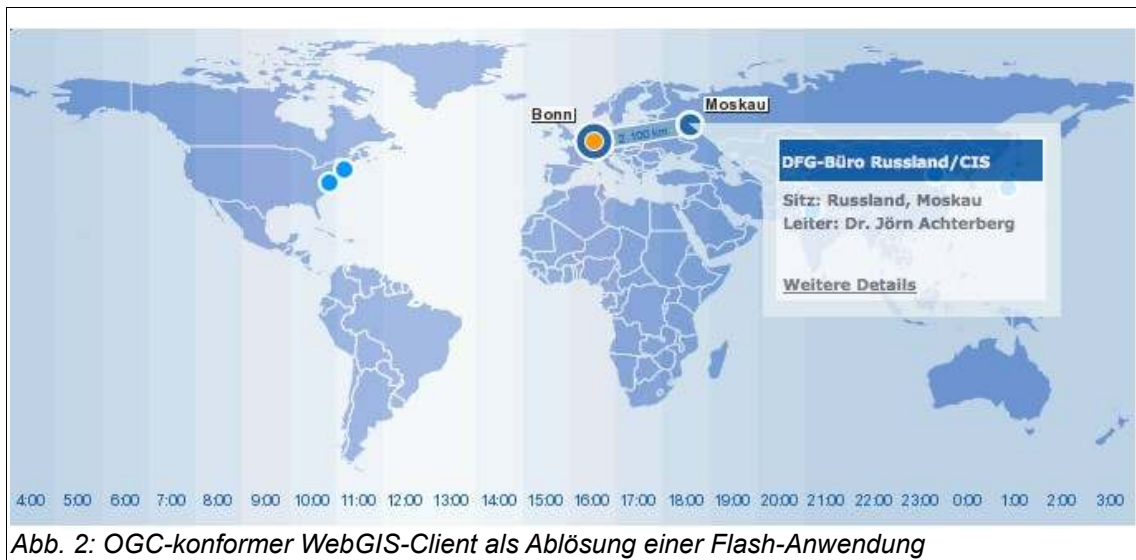 Bonn
Moskau
2. 100 km
DFG-Büro Russland/CIS
Sitz: Russland, Moskau
Leiter: Dr. Jörn Achterberg
Weitere Details
4:00 5:00 6:00 7:00 8:00 9:00 10:00 11:00 12:00 13:00 14:00 15:00 16:00 17:00 18:00 19:00 20:00 21:00 22:00 23:00 0:00 1:00 2:00 3:00
Abb. 2: OGC-konformer WebGIS-Client als Ablösung einer Flash-Anwendung